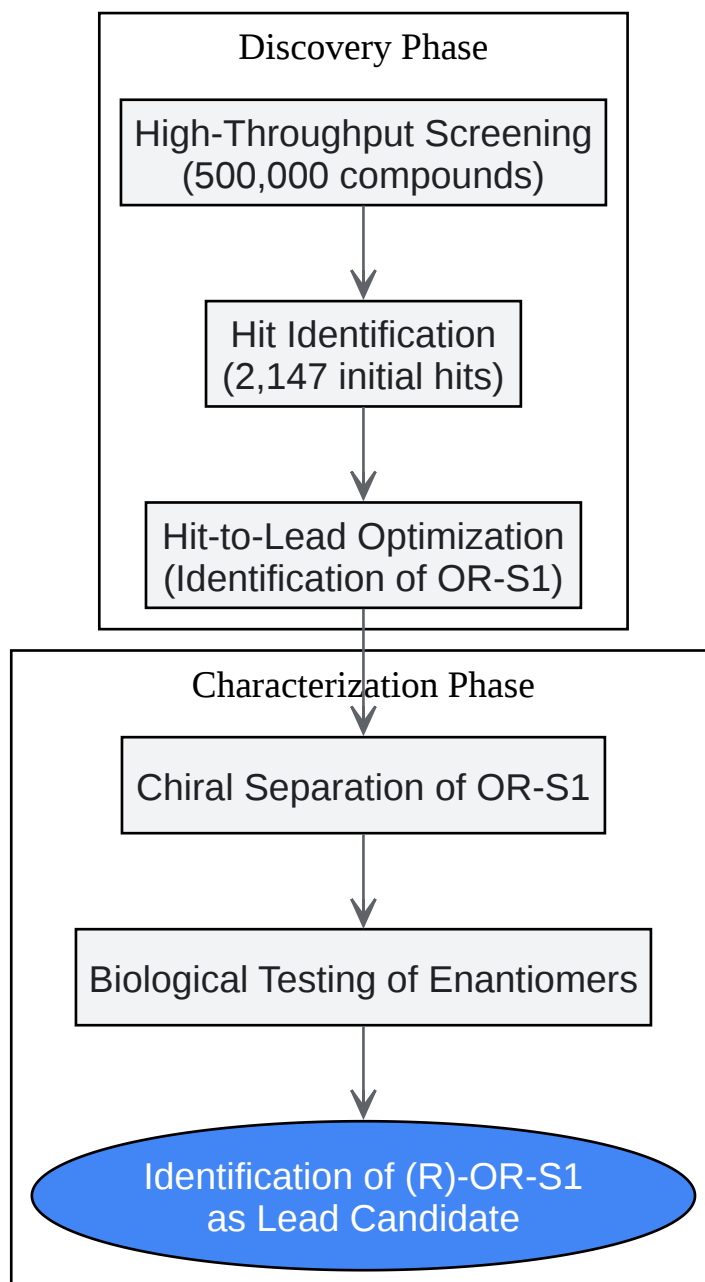 Discovery Phase
High-Throughput Screening
(500,000 compounds)
Hit Identification
(2,147 initial hits)
Hit-to-Lead Optimization
(Identification of OR-S1)
Characterization Phase
Chiral Separation of OR-S1
Biological Testing of Enantiomers
Identification of (R)-OR-S1
as Lead Candidate